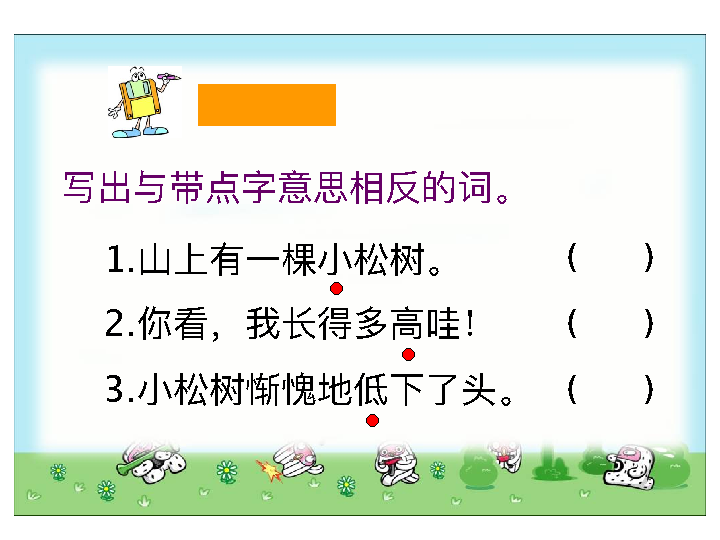 写出与带点字意思相反的词。
1.山上有一棵小松树。 (  )
2.你看，我长得多高哇! (  )
3.小松树惭愧地低下了头。 (  )